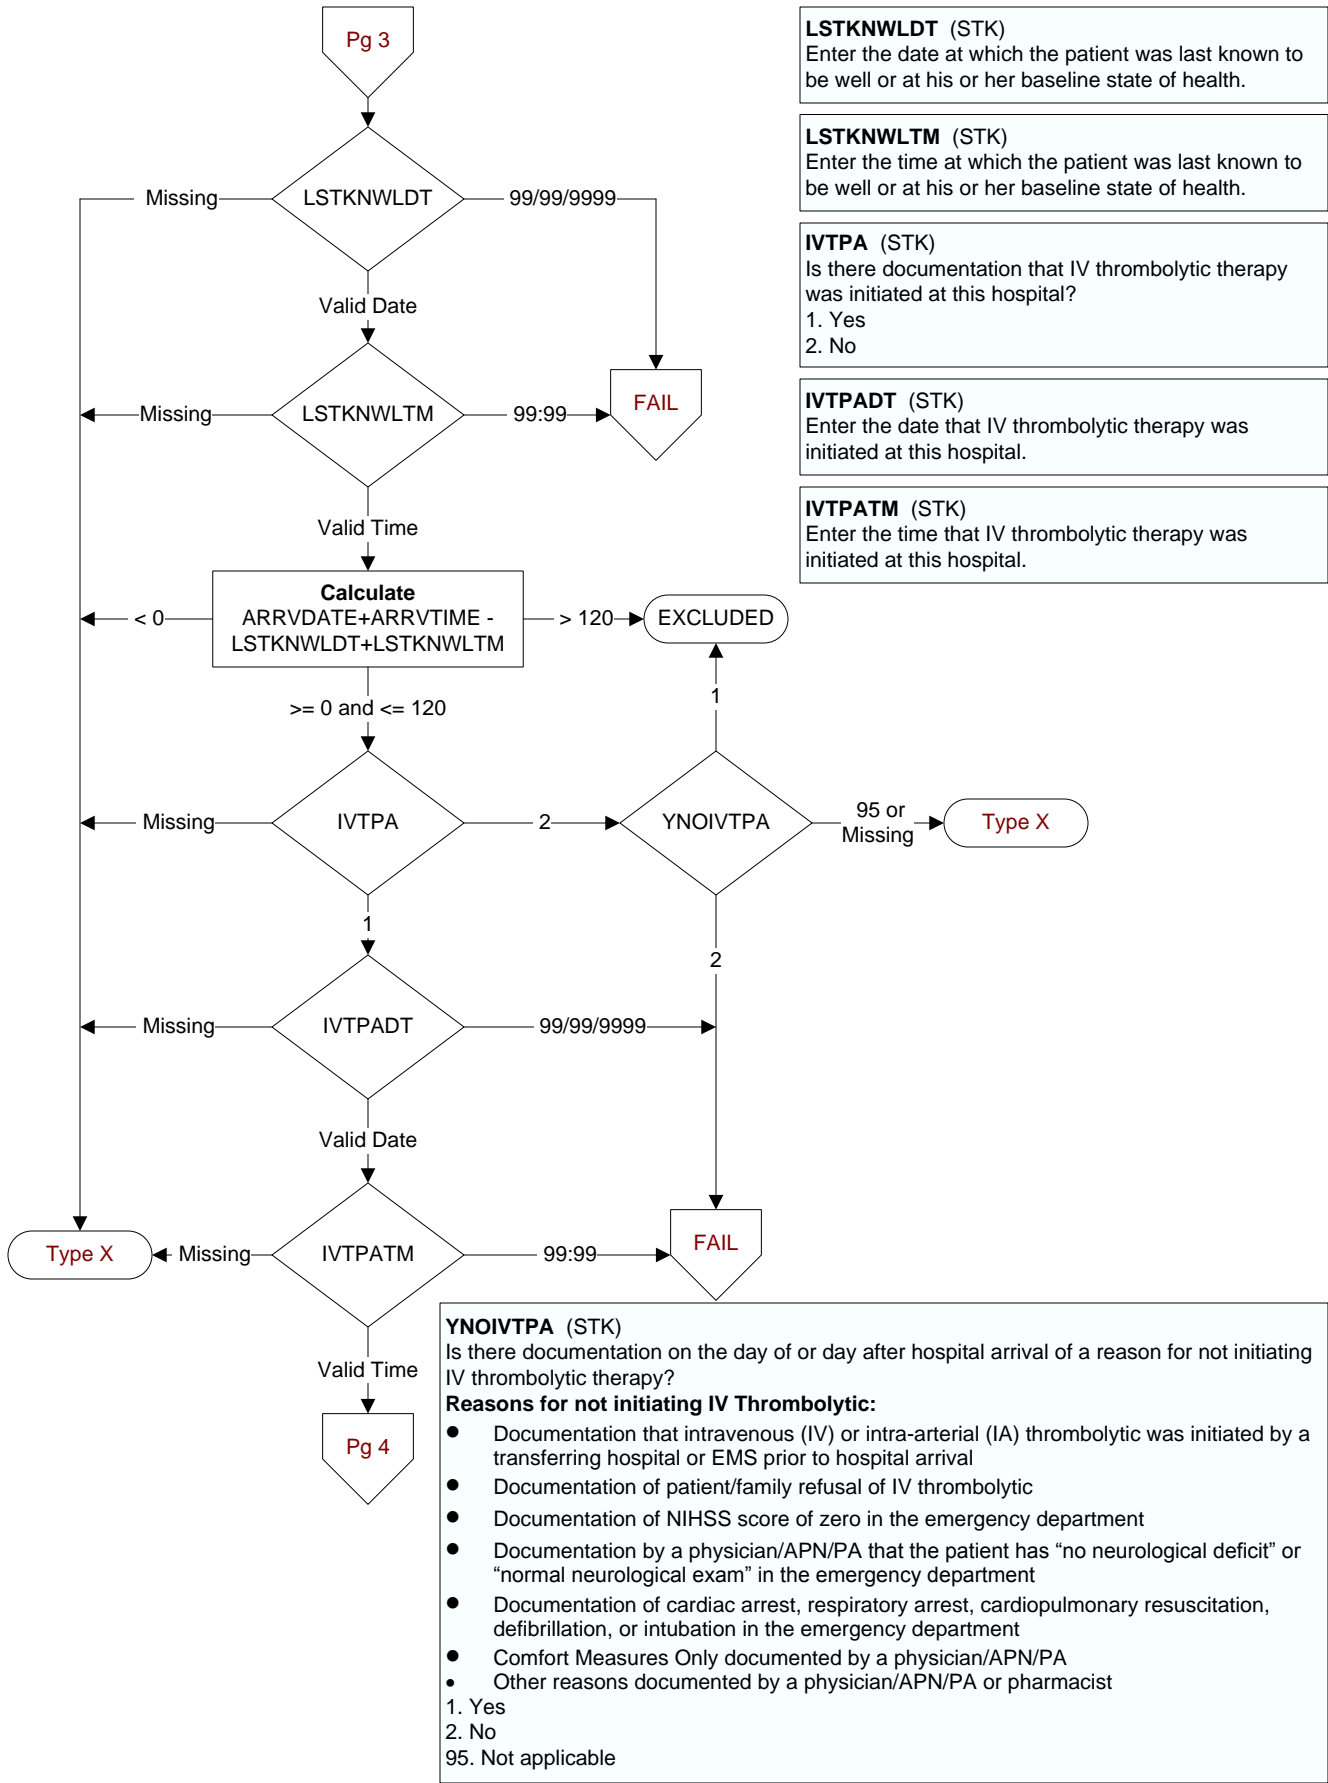 Pg 3
LSTKNWLDT (STK)
Enter the date at which the patient was last known to
be well or at his or her baseline state of health.
LSTKNWLTM (STK)
Enter the time at which the patient was last known to
be well or at his or her baseline state of health.
IVTPA (STK)
Is there documentation that IV thrombolytic therapy
was initiated at this hospital?
1. Yes
2. No
IVTPADT (STK)
Enter the date that IV thrombolytic therapy was
initiated at this hospital.
IVTPATM (STK)
Enter the time that IV thrombolytic therapy was
initiated at this hospital.
Missing
LSTKNWLDT
99/99/9999
Valid Date
Missing
LSTKNWLTM
99:99
FAIL
Valid Time
< 0
Calculate
ARRVDATE+ARRVTIME -
LSTKNWLDT+LSTKNWLTM
> 120
EXCLUDED
>= 0 and <= 120
1
Missing
IVTPA
2
YNOIVTPA
95 or
Missing
Type X
1
2
Missing
IVTPADT
99/99/9999
Valid Date
Type X
Missing
IVTPATM
99:99
FAIL
Valid Time
Pg 4
YNOIVTPA (STK)
Is there documentation on the day of or day after hospital arrival of a reason for not initiating
IV thrombolytic therapy?
Reasons for not initiating IV Thrombolytic:
● Documentation that intravenous (IV) or intra-arterial (IA) thrombolytic was initiated by a
transferring hospital or EMS prior to hospital arrival
● Documentation of patient/family refusal of IV thrombolytic
● Documentation of NIHSS score of zero in the emergency department
● Documentation by a physician/APN/PA that the patient has “no neurological deficit” or
“normal neurological exam” in the emergency department
● Documentation of cardiac arrest, respiratory arrest, cardiopulmonary resuscitation,
defibrillation, or intubation in the emergency department
● Comfort Measures Only documented by a physician/APN/PA
• Other reasons documented by a physician/APN/PA or pharmacist
1. Yes
2. No
95. Not applicable